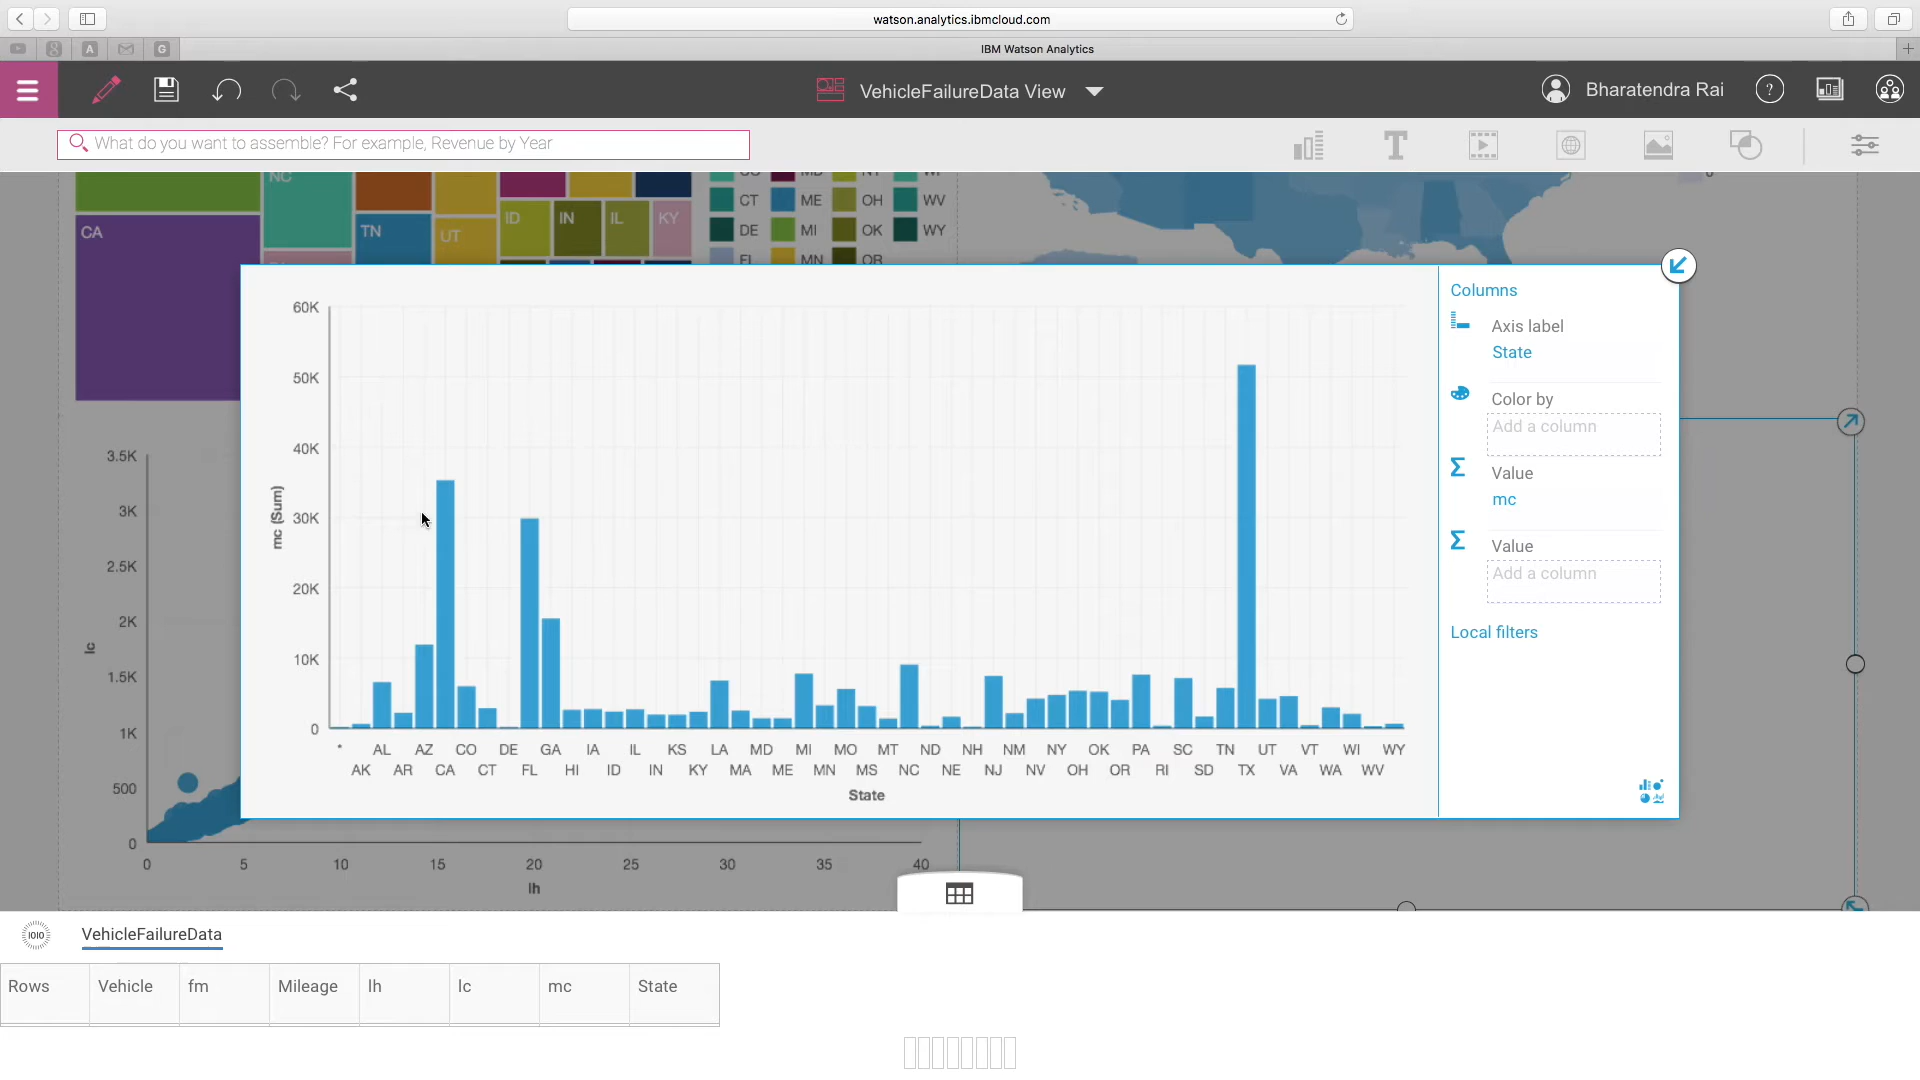 watson.analytics.ibmcloud.com
IBM Watson Analytics
VehicleFailureData View
Bharatendra Rai
What do you want to assemble? For example, Revenue by Year
NC
CA
TN
UT
ID
IN
IL
KY
CT ME OH WV
DE MI OK WY
FL MN OR
0
60K
50K
40K
30K
20K
10K
0
mc (Sum)
* AL AZ CO DE GA IA IL KS LA MD MI MO MT ND NH NM NY OK PA SC TN UT VT WI WY
AK AR CA CT FL HI ID IN KY MA ME MN MS NC NE NJ NV OH OR RI SD TX VA WA WV
State
Columns
Axis label
State
Color by
Add a column
Value
mc
Value
Add a column
Local filters
3.5K
3K
2.5K
2K
1.5K
1K
500
0
lc
0 5 10 15 20 25 30 35 40
lh
VehicleFailureData
Rows Vehicle fm Mileage lh lc mc State